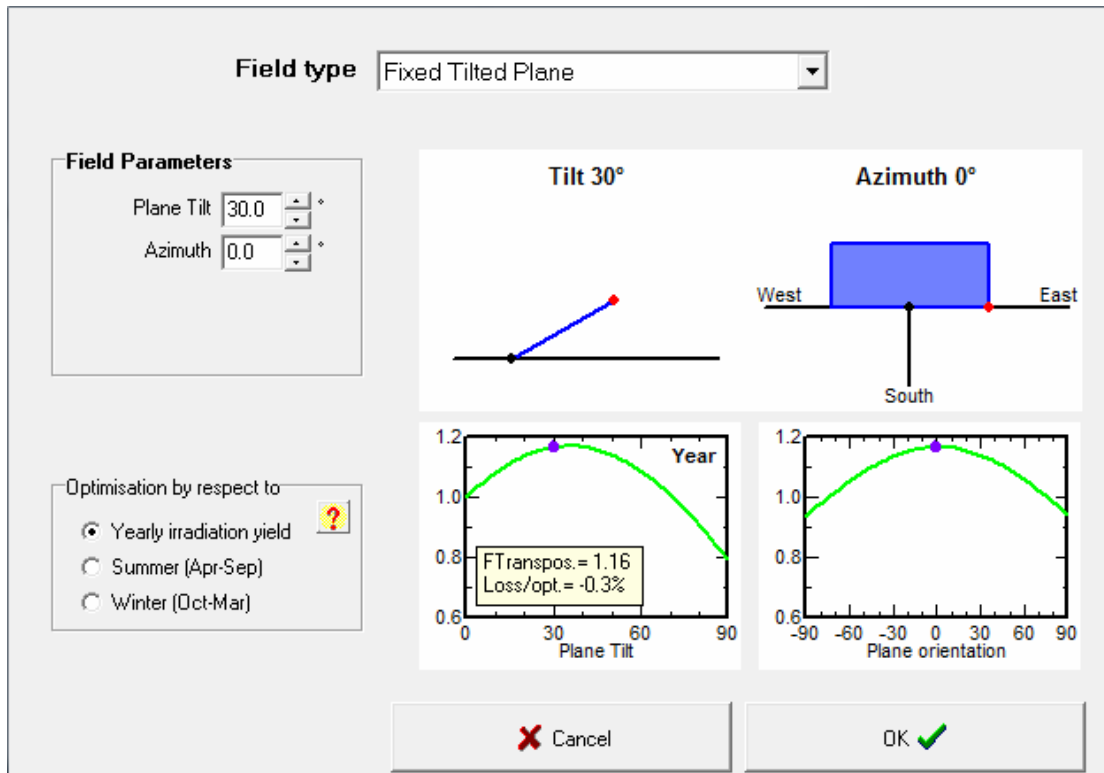 Field type Fixed Tilted Plane
Field Parameters
Plane Tilt 30.0 °
Azimuth 0.0 °
Tilt 30°
Azimuth 0°
West East
South
Optimisation by respect to
?
Yearly irradiation yield
Summer (Apr-Sep)
Winter (Oct-Mar)
Year
1.2
1.0
0.8
0.6
FTranspos.= 1.16
Loss/opt.= -0.3%
0 30 60 90
Plane Tilt
1.2
1.0
0.8
0.6
-90 -60 -30 0 30 60 90
Plane orientation
Cancel
OK